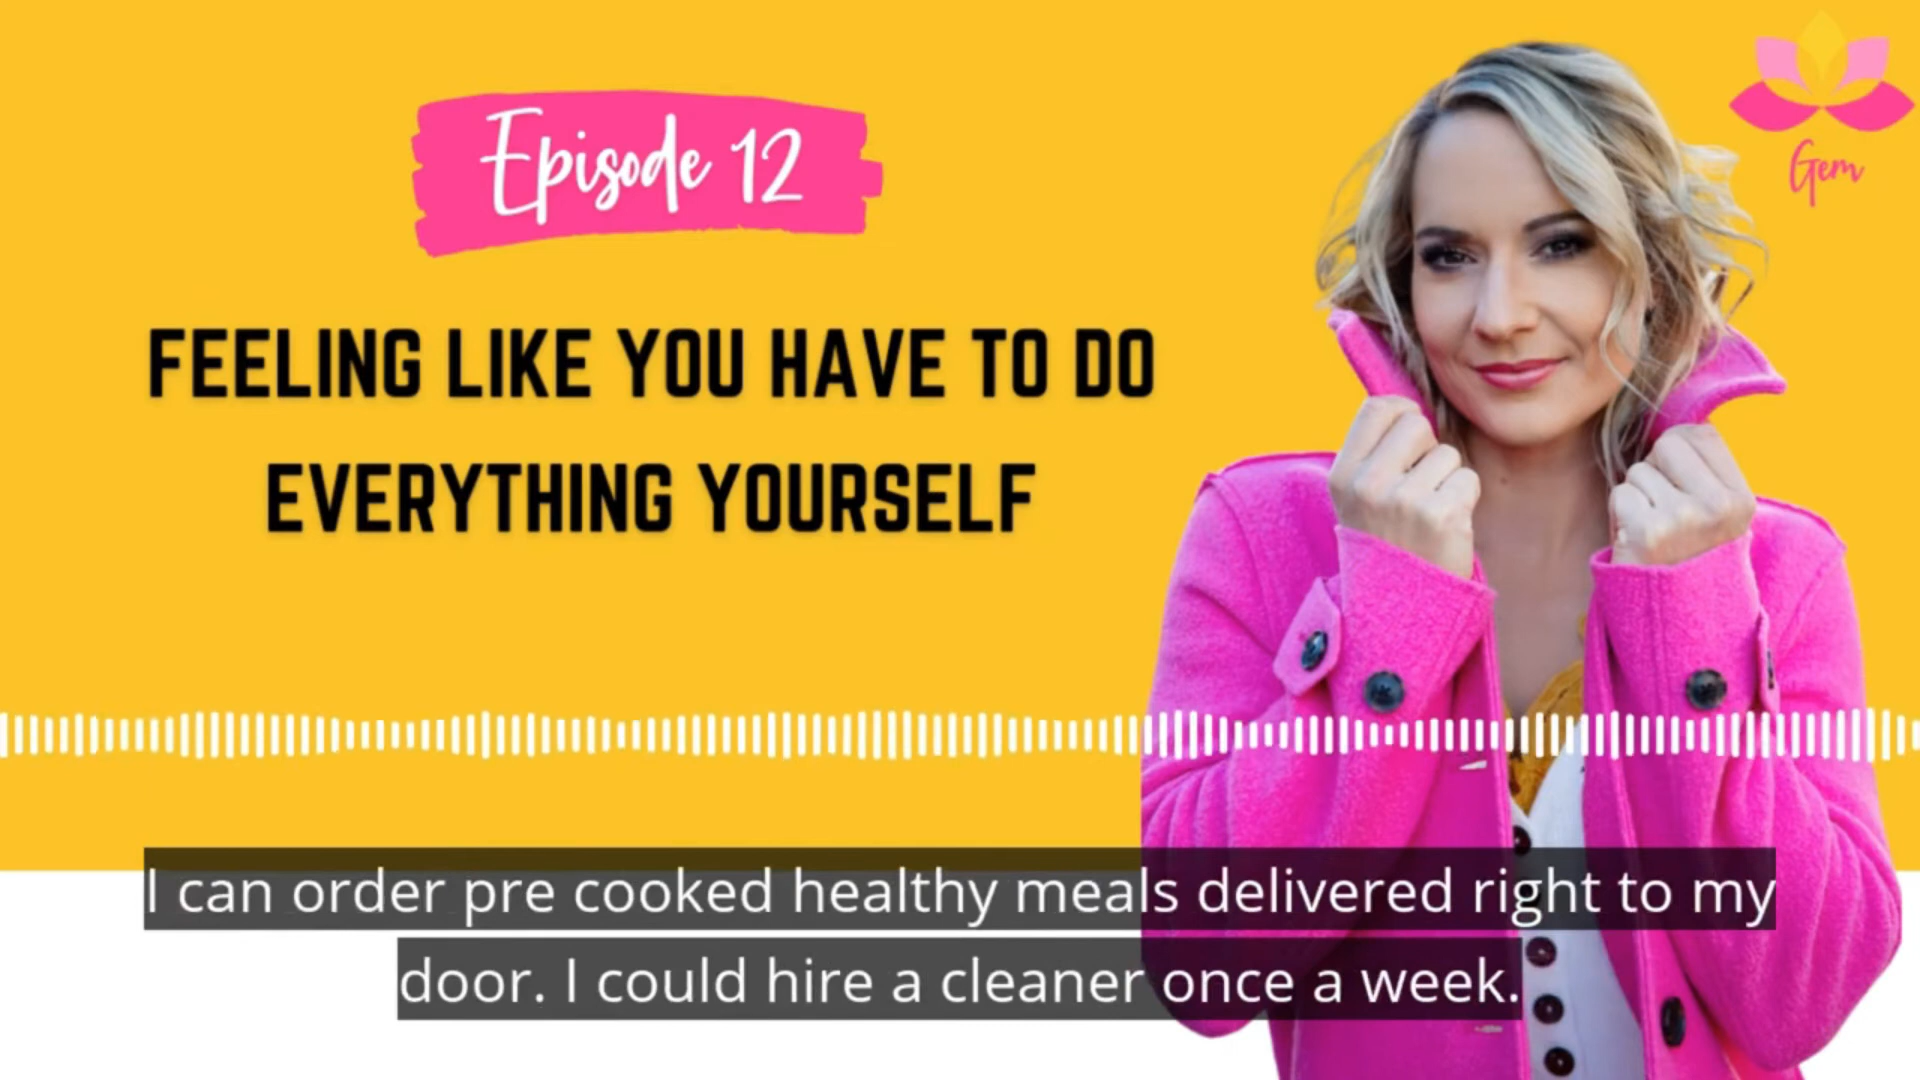 Episode 12
Gem
FEELING LIKE YOU HAVE TO DO
EVERYTHING YOURSELF
I can order pre cooked healthy meals delivered right to my
door. I could hire a cleaner once a week.